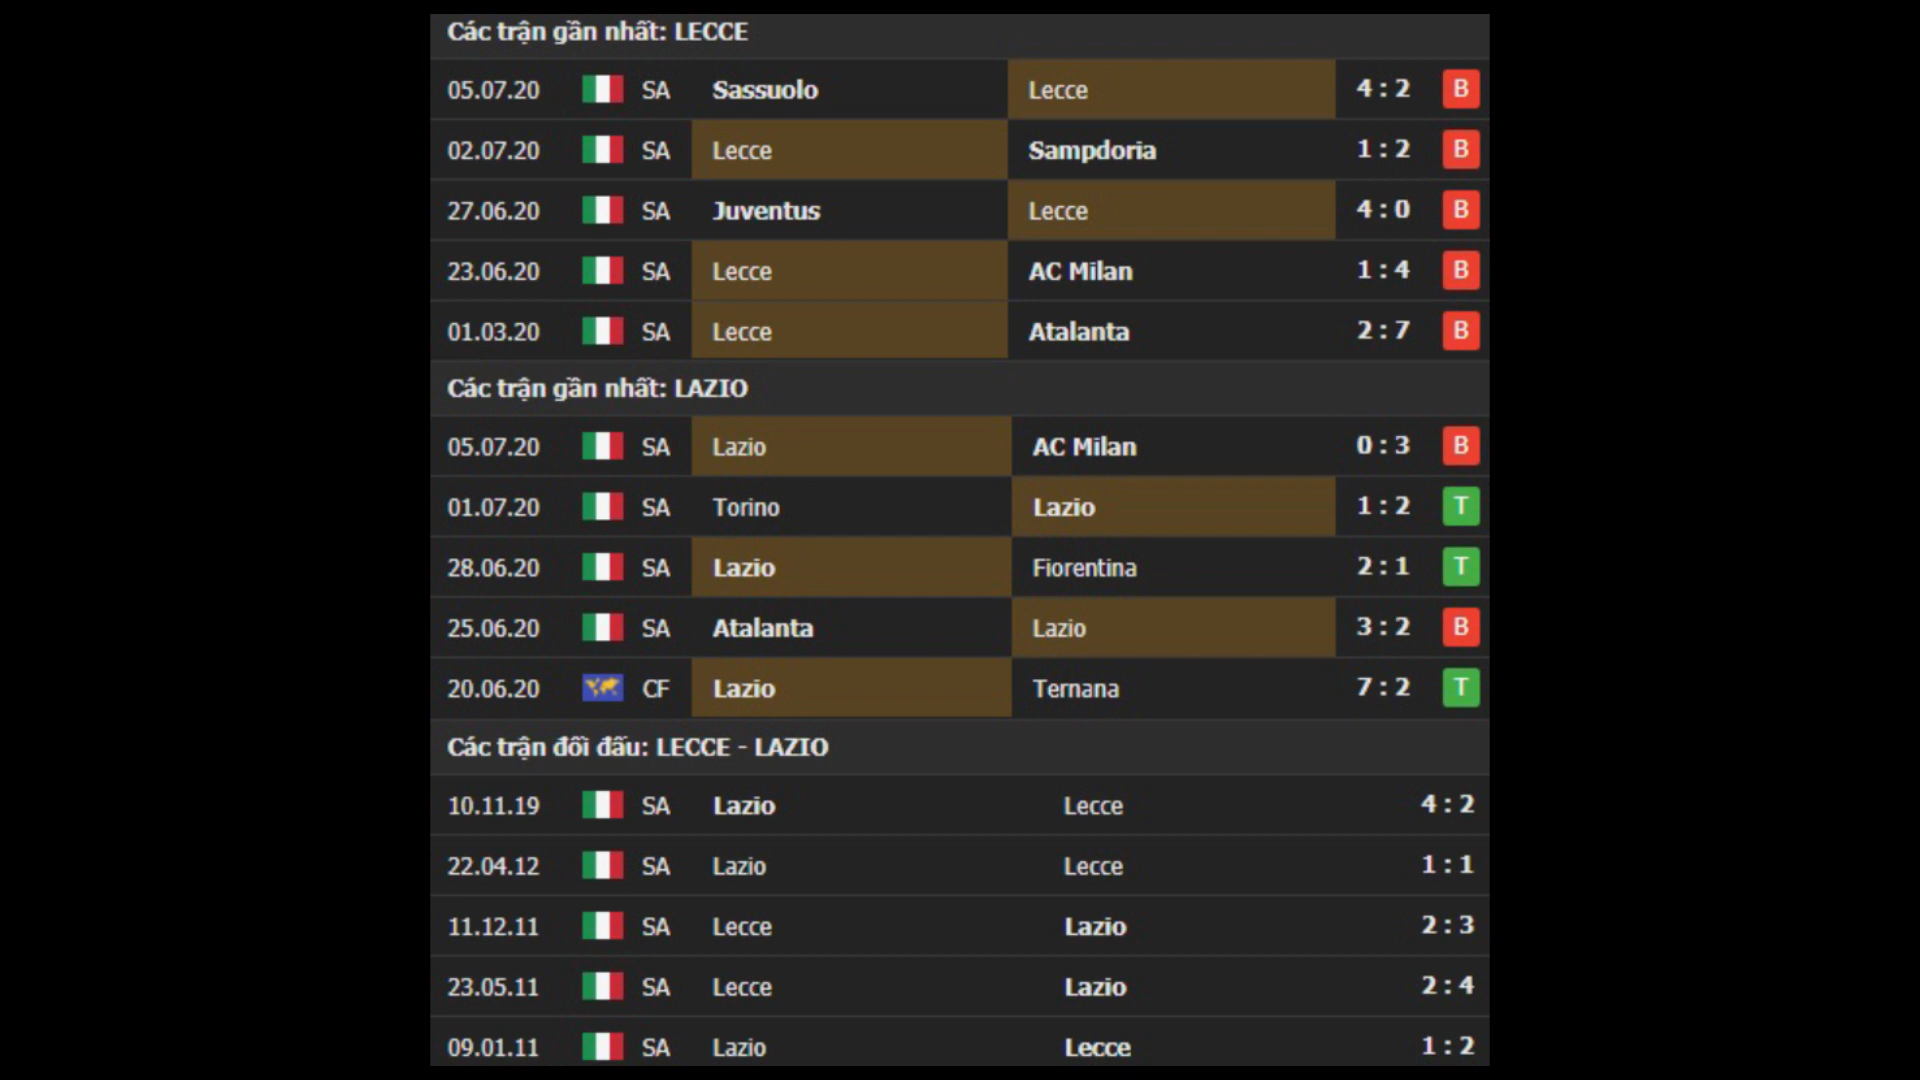 Các trận gần nhất: LECCE
05.07.20 SA Sassuolo Lecce 4 : 2 B
02.07.20 SA Lecce Sampdoria 1 : 2 B
27.06.20 SA Juventus Lecce 4 : 0 B
23.06.20 SA Lecce AC Milan 1 : 4 B
01.03.20 SA Lecce Atalanta 2 : 7 B
Các trận gần nhất: LAZIO
05.07.20 SA Lazio AC Milan 0 : 3 B
01.07.20 SA Torino Lazio 1 : 2 T
28.06.20 SA Lazio Fiorentina 2 : 1 T
25.06.20 SA Atalanta Lazio 3 : 2 B
20.06.20 CF Lazio Ternana 7 : 2 T
Các trận đối đấu: LECCE - LAZIO
10.11.19 SA Lazio Lecce 4 : 2
22.04.12 SA Lazio Lecce 1 : 1
11.12.11 SA Lecce Lazio 2 : 3
23.05.11 SA Lecce Lazio 2 : 4
09.01.11 SA Lazio Lecce 1 : 2